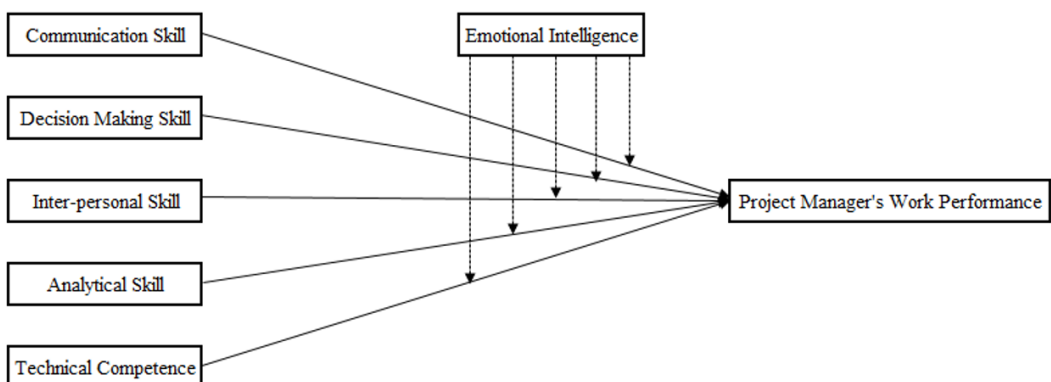 Communication Skill
Emotional Intelligence
Decision Making Skill
Inter-personal Skill
Project Manager's Work Performance
Analytical Skill
Technical Competence